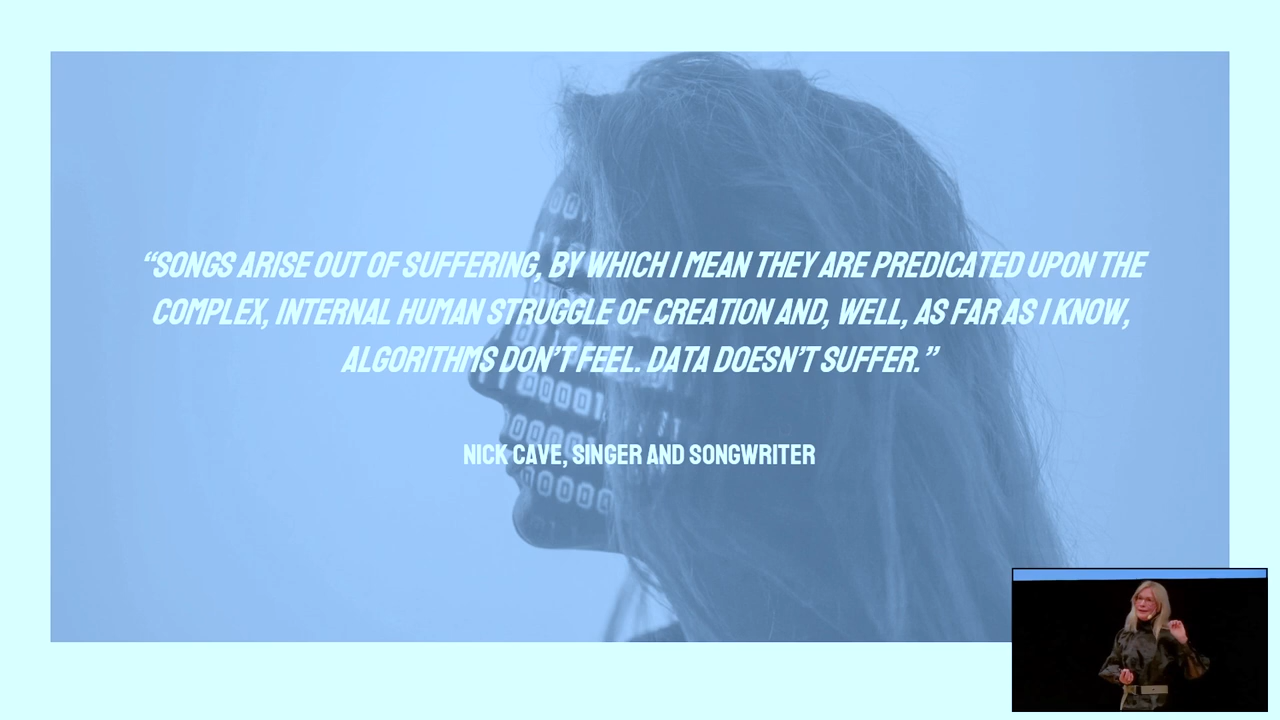 “SONGS ARISE OUT OF SUFFERING, BY WHICH I MEAN THEY ARE PREDICATED UPON THE
COMPLEX, INTERNAL HUMAN STRUGGLE OF CREATION AND, WELL, AS FAR AS I KNOW,
ALGORITHMS DON’T FEEL. DATA DOESN’T SUFFER.”
NICK CAVE, SINGER AND SONGWRITER